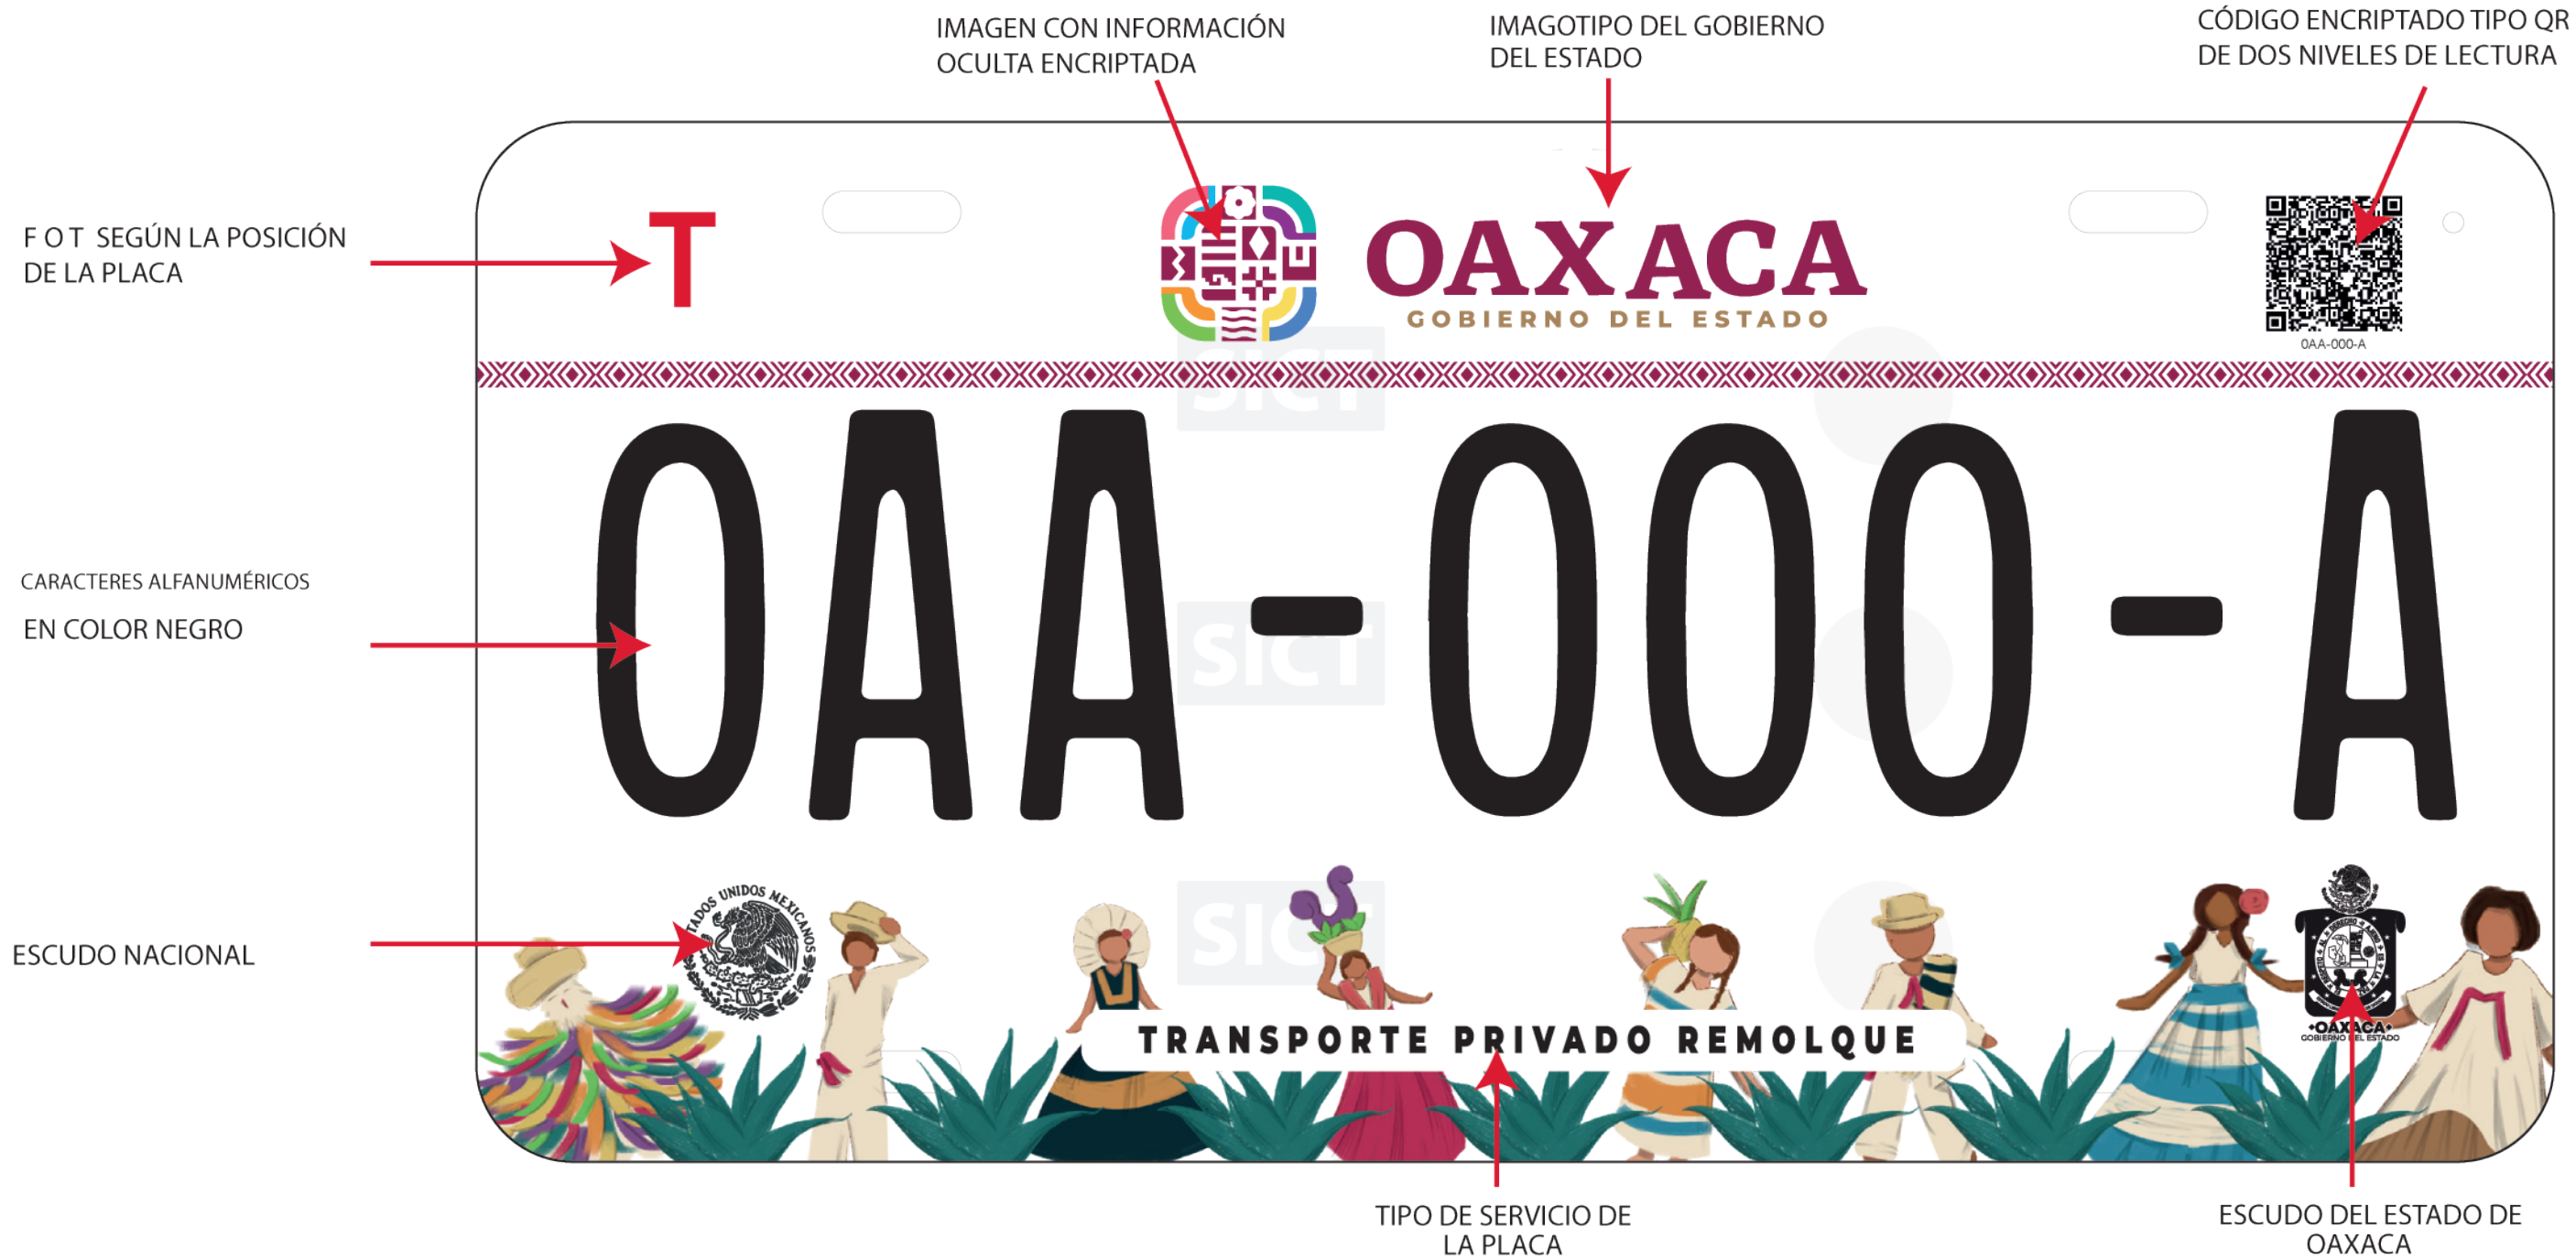 IMAGEN CON INFORMACIÓN
OCULTA ENCRIPTADA
IMAGOTIPO DEL GOBIERNO
DEL ESTADO
CÓDIGO ENCRIPTADO TIPO QR
DE DOS NIVELES DE LECTURA
F O T SEGÚN LA POSICIÓN
DE LA PLACA
T
OAXACA
GOBIERNO DEL ESTADO
0AA-000-A
SICT
CARACTERES ALFANUMÉRICOS
EN COLOR NEGRO
0AA-000-A
SICT
ESCUDO NACIONAL
ESTADOS UNIDOS MEXICANOS
SICT
TRANSPORTE PRIVADO REMOLQUE
OAXACA
GOBIERNO DEL ESTADO
TIPO DE SERVICIO DE
LA PLACA
ESCUDO DEL ESTADO DE
OAXACA